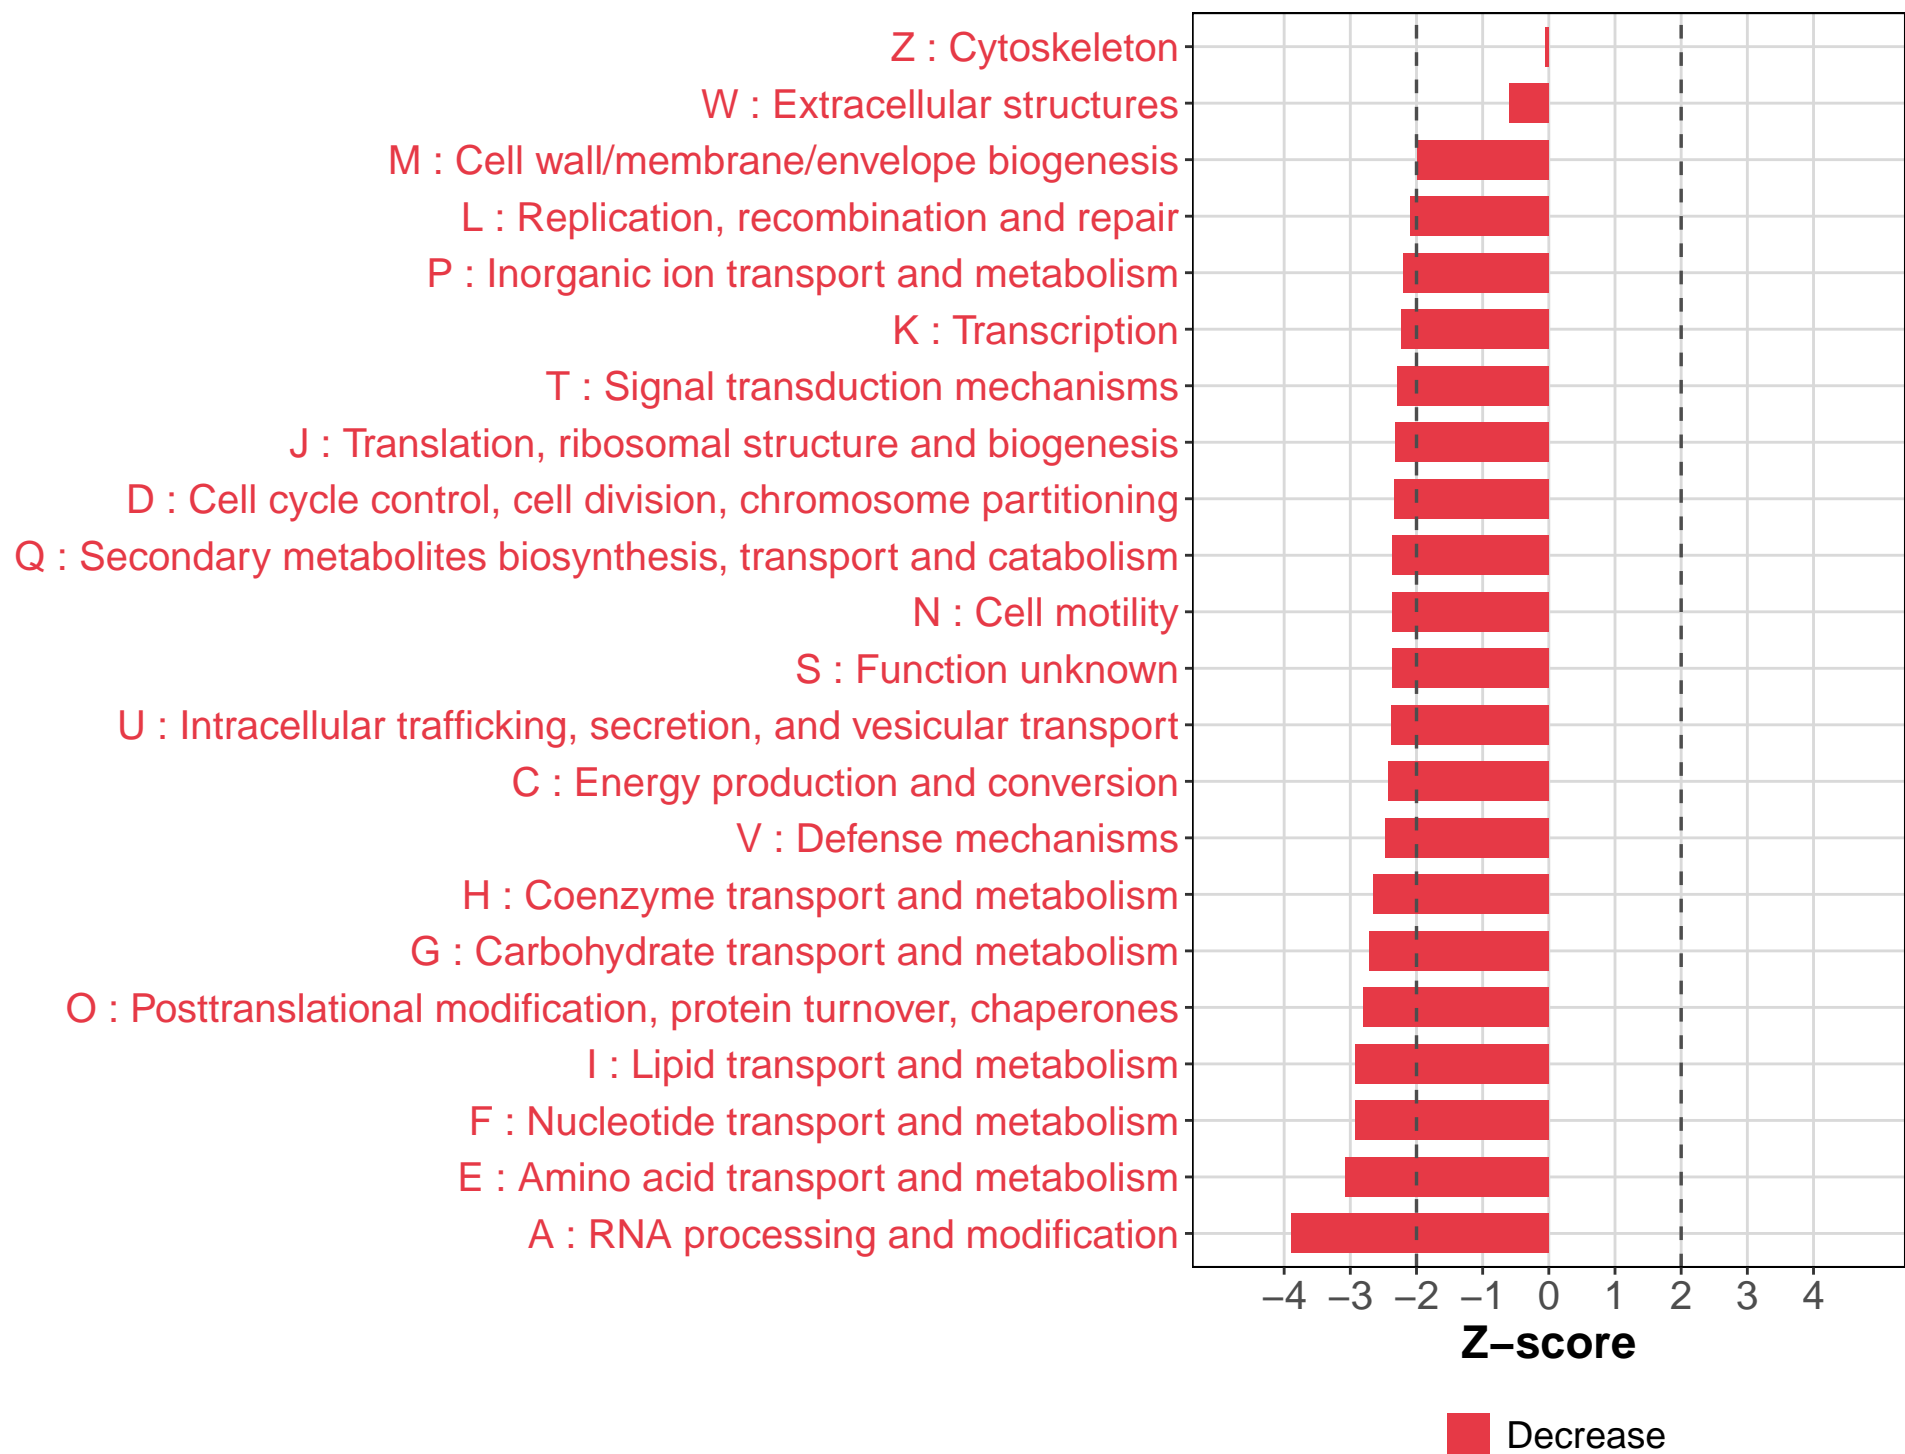 Z : Cytoskeleton
W : Extracellular structures
M : Cell wall/membrane/envelope biogenesis
L : Replication, recombination and repair
P : Inorganic ion transport and metabolism
K : Transcription
T : Signal transduction mechanisms
J : Translation, ribosomal structure and biogenesis
D : Cell cycle control, cell division, chromosome partitioning
Q : Secondary metabolites biosynthesis, transport and catabolism
N : Cell motility
S : Function unknown
U : Intracellular trafficking, secretion, and vesicular transport
C : Energy production and conversion
V : Defense mechanisms
H : Coenzyme transport and metabolism
G : Carbohydrate transport and metabolism
O : Posttranslational modification, protein turnover, chaperones
I : Lipid transport and metabolism
F : Nucleotide transport and metabolism
E : Amino acid transport and metabolism
A : RNA processing and modification
−4 −3 −2 −1 0 1 2 3 4
Z−score
Decrease